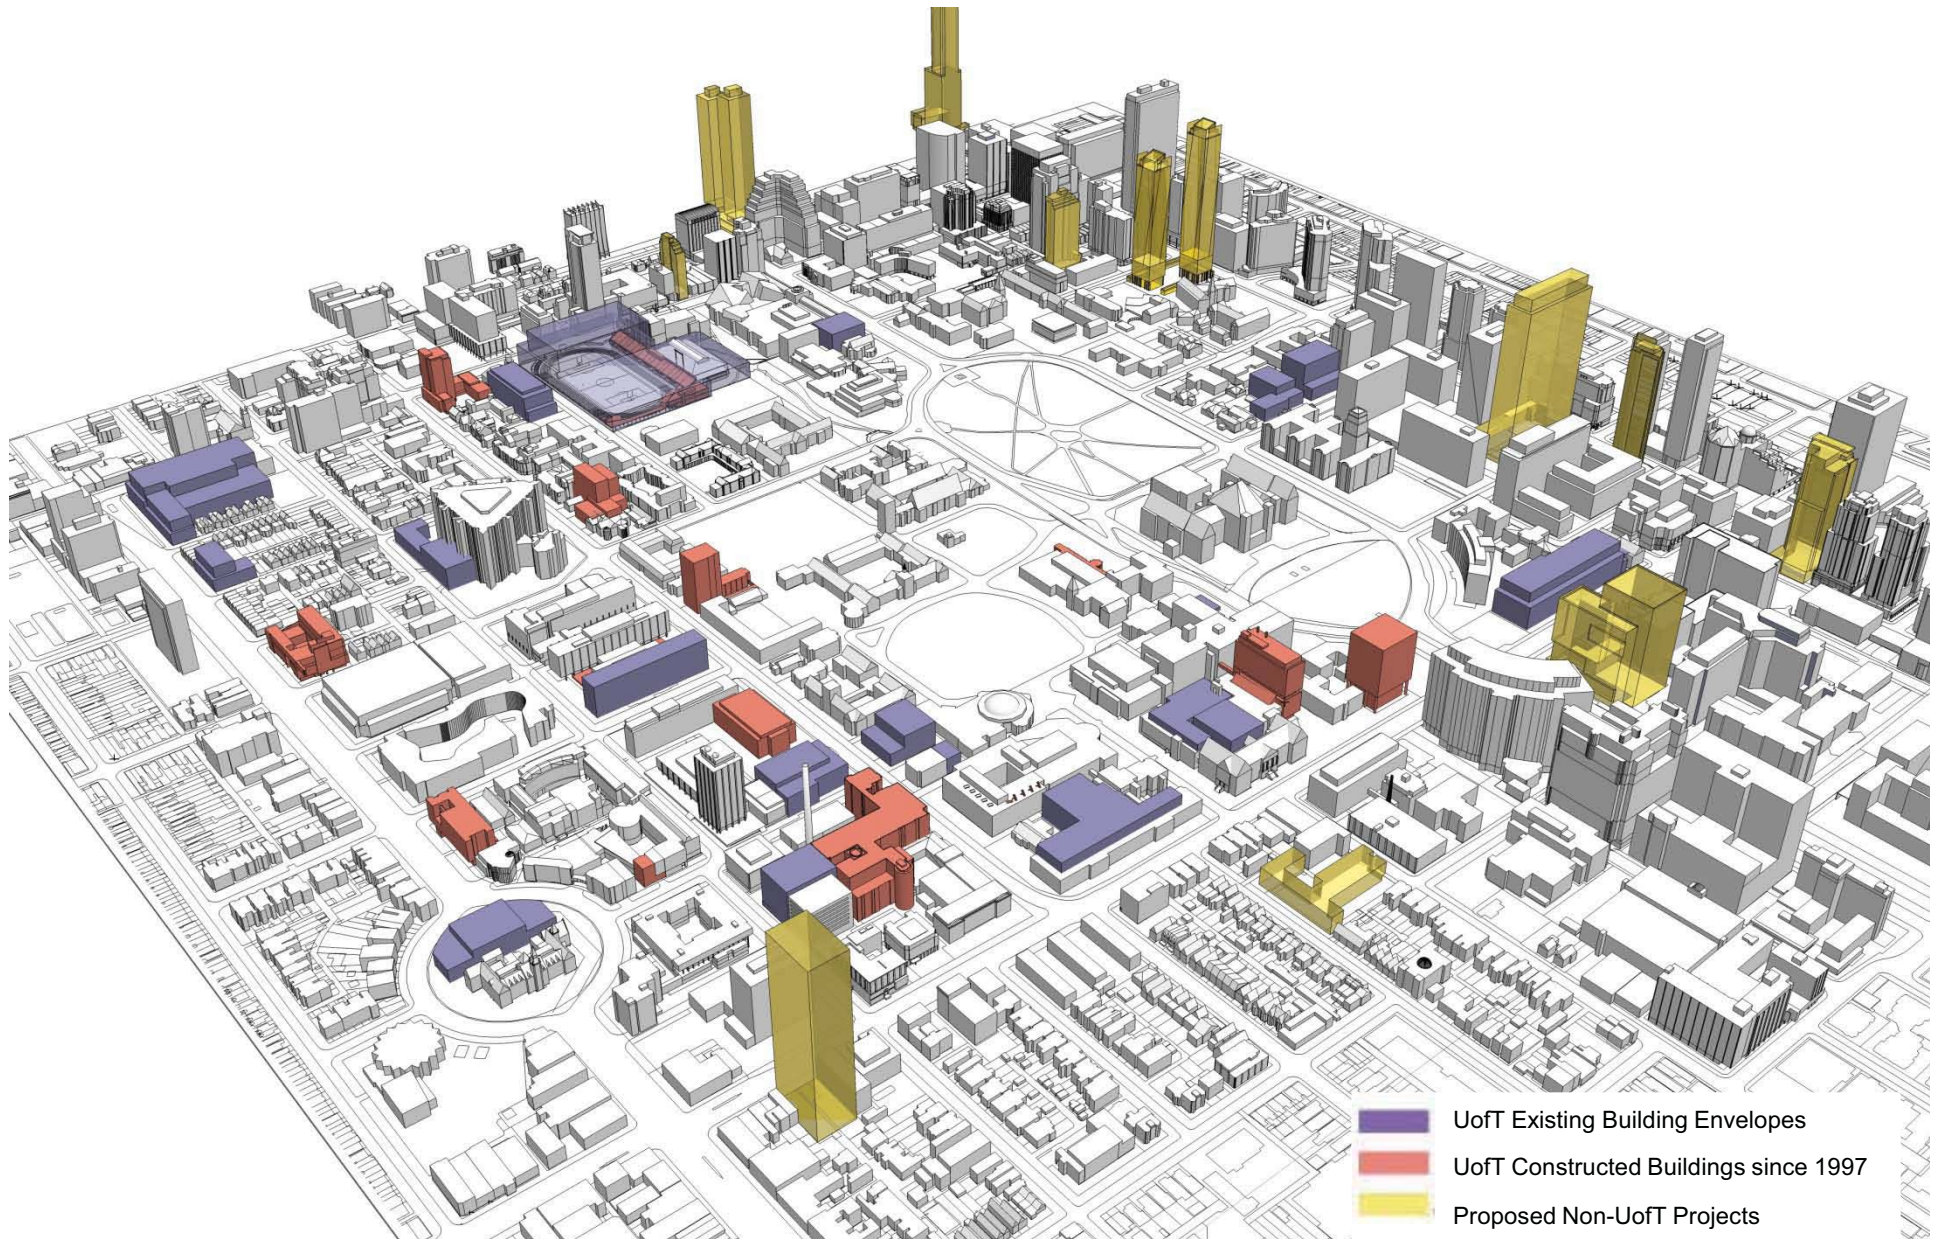 UofT Existing Building Envelopes
UofT Constructed Buildings since 1997
Proposed Non-UofT Projects